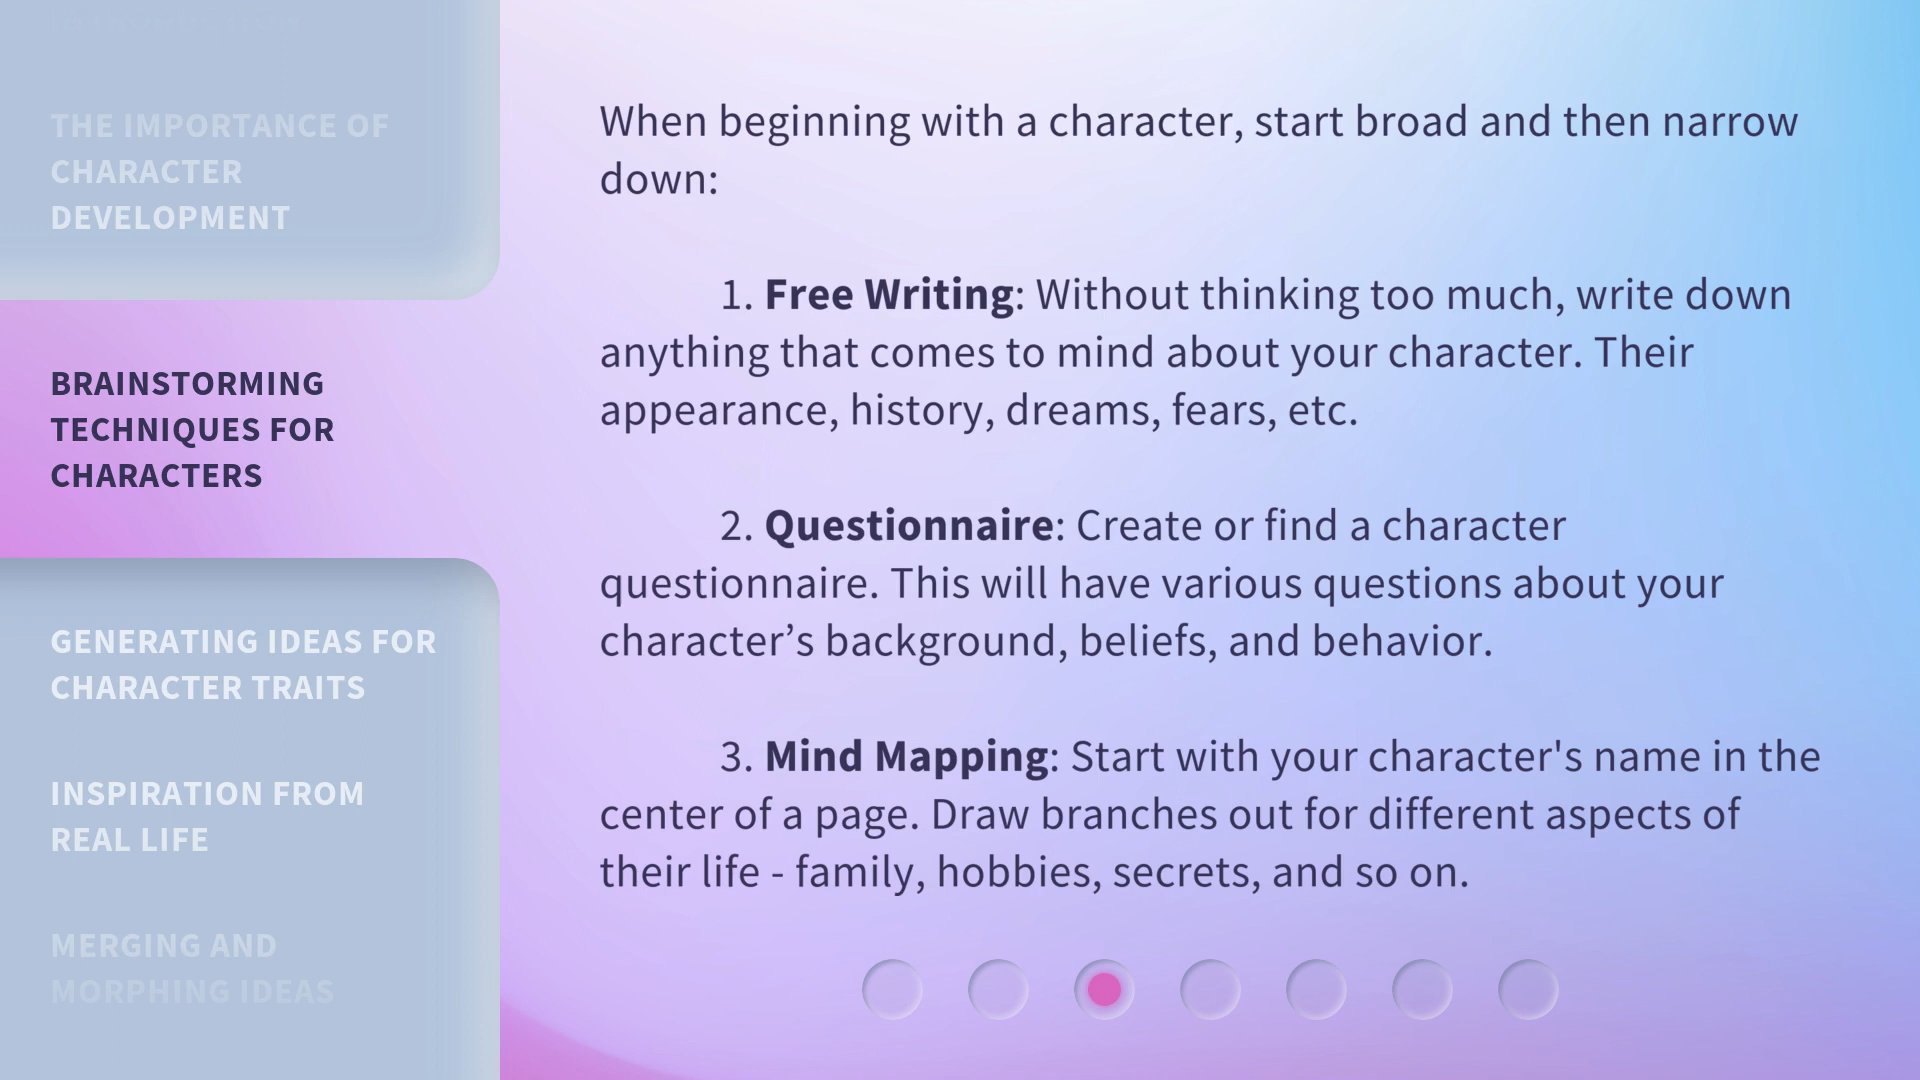 THE IMPORTANCE OF
CHARACTER
DEVELOPMENT
BRAINSTORMING
TECHNIQUES FOR
CHARACTERS
GENERATING IDEAS FOR
CHARACTER TRAITS
INSPIRATION FROM
REAL LIFE
MERGING AND
MORPHING IDEAS
When beginning with a character, start broad and then narrow
down:
1. Free Writing: Without thinking too much, write down
anything that comes to mind about your character. Their
appearance, history, dreams, fears, etc.
2. Questionnaire: Create or find a character
questionnaire. This will have various questions about your
character’s background, beliefs, and behavior.
3. Mind Mapping: Start with your character's name in the
center of a page. Draw branches out for different aspects of
their life - family, hobbies, secrets, and so on.